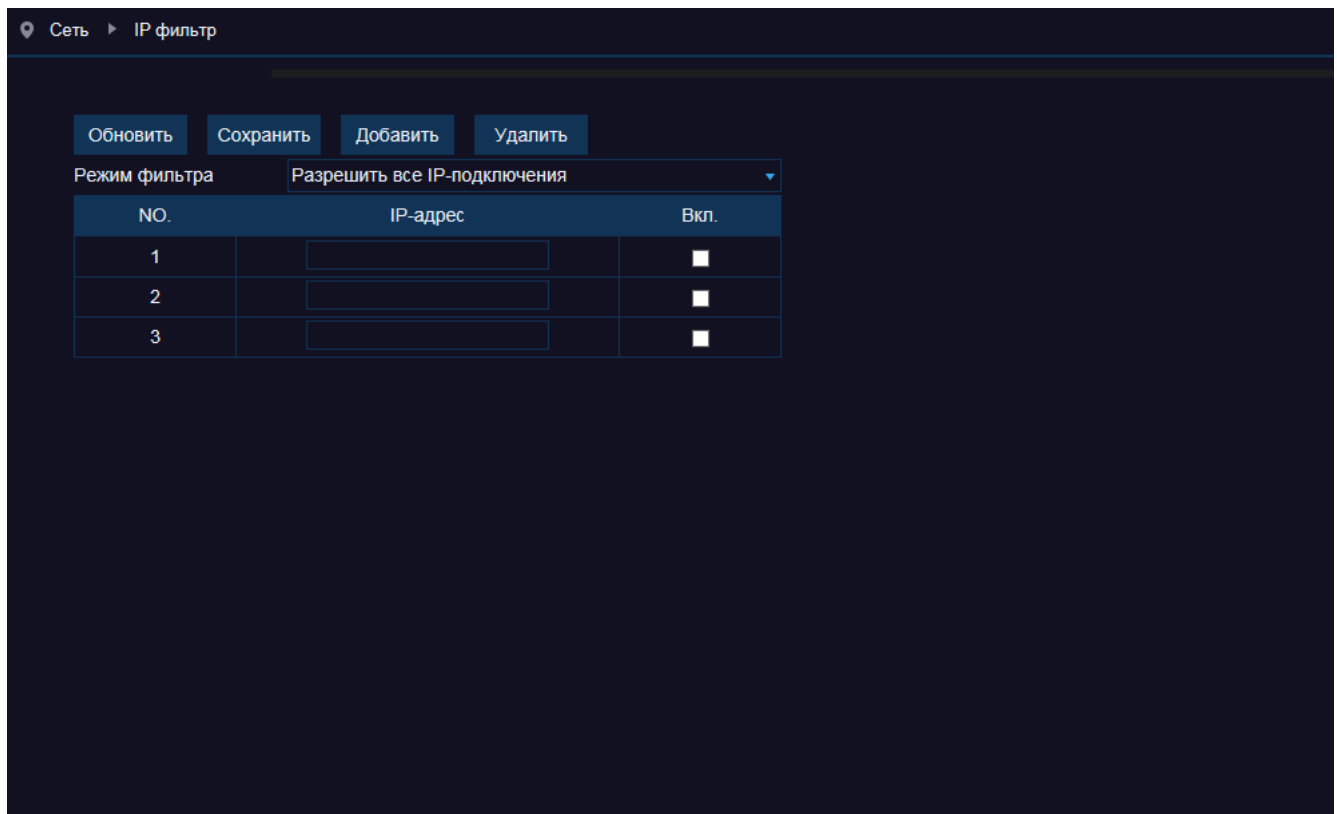 Сеть IP фильтр
Обновить Сохранить Добавить Удалить
Режим фильтра Разрешить все IP-подключения
NO. IP-адрес Вкл.
1
2
3